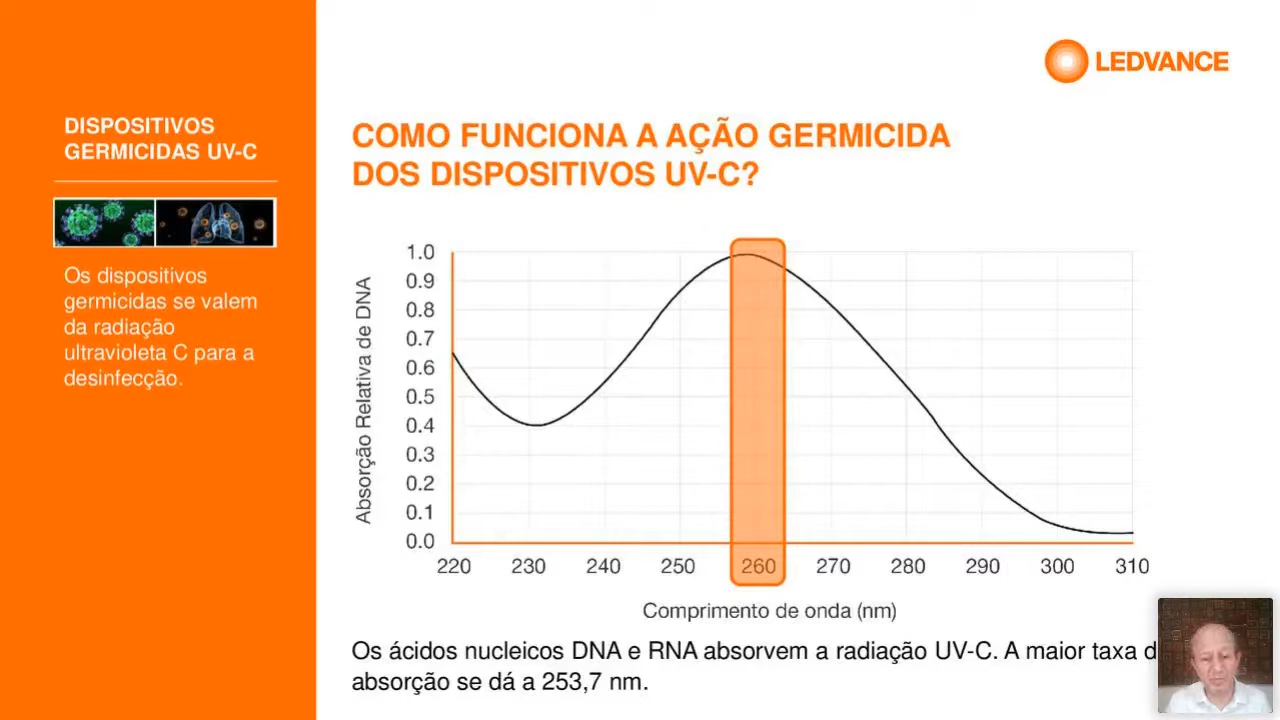 LEDVANCE
DISPOSITIVOS
GERMICIDAS UV-C
Os dispositivos
germicidas se valem
da radiação
ultravioleta C para a
desinfecção.
COMO FUNCIONA A AÇÃO GERMICIDA
DOS DISPOSITIVOS UV-C?
Absorção Relativa de DNA
1.0
0.9
0.8
0.7
0.6
0.5
0.4
0.3
0.2
0.1
0.0
220 230 240 250 260 270 280 290 300 310
Comprimento de onda (nm)
Os ácidos nucleicos DNA e RNA absorvem a radiação UV-C. A maior taxa d
absorção se dá a 253,7 nm.